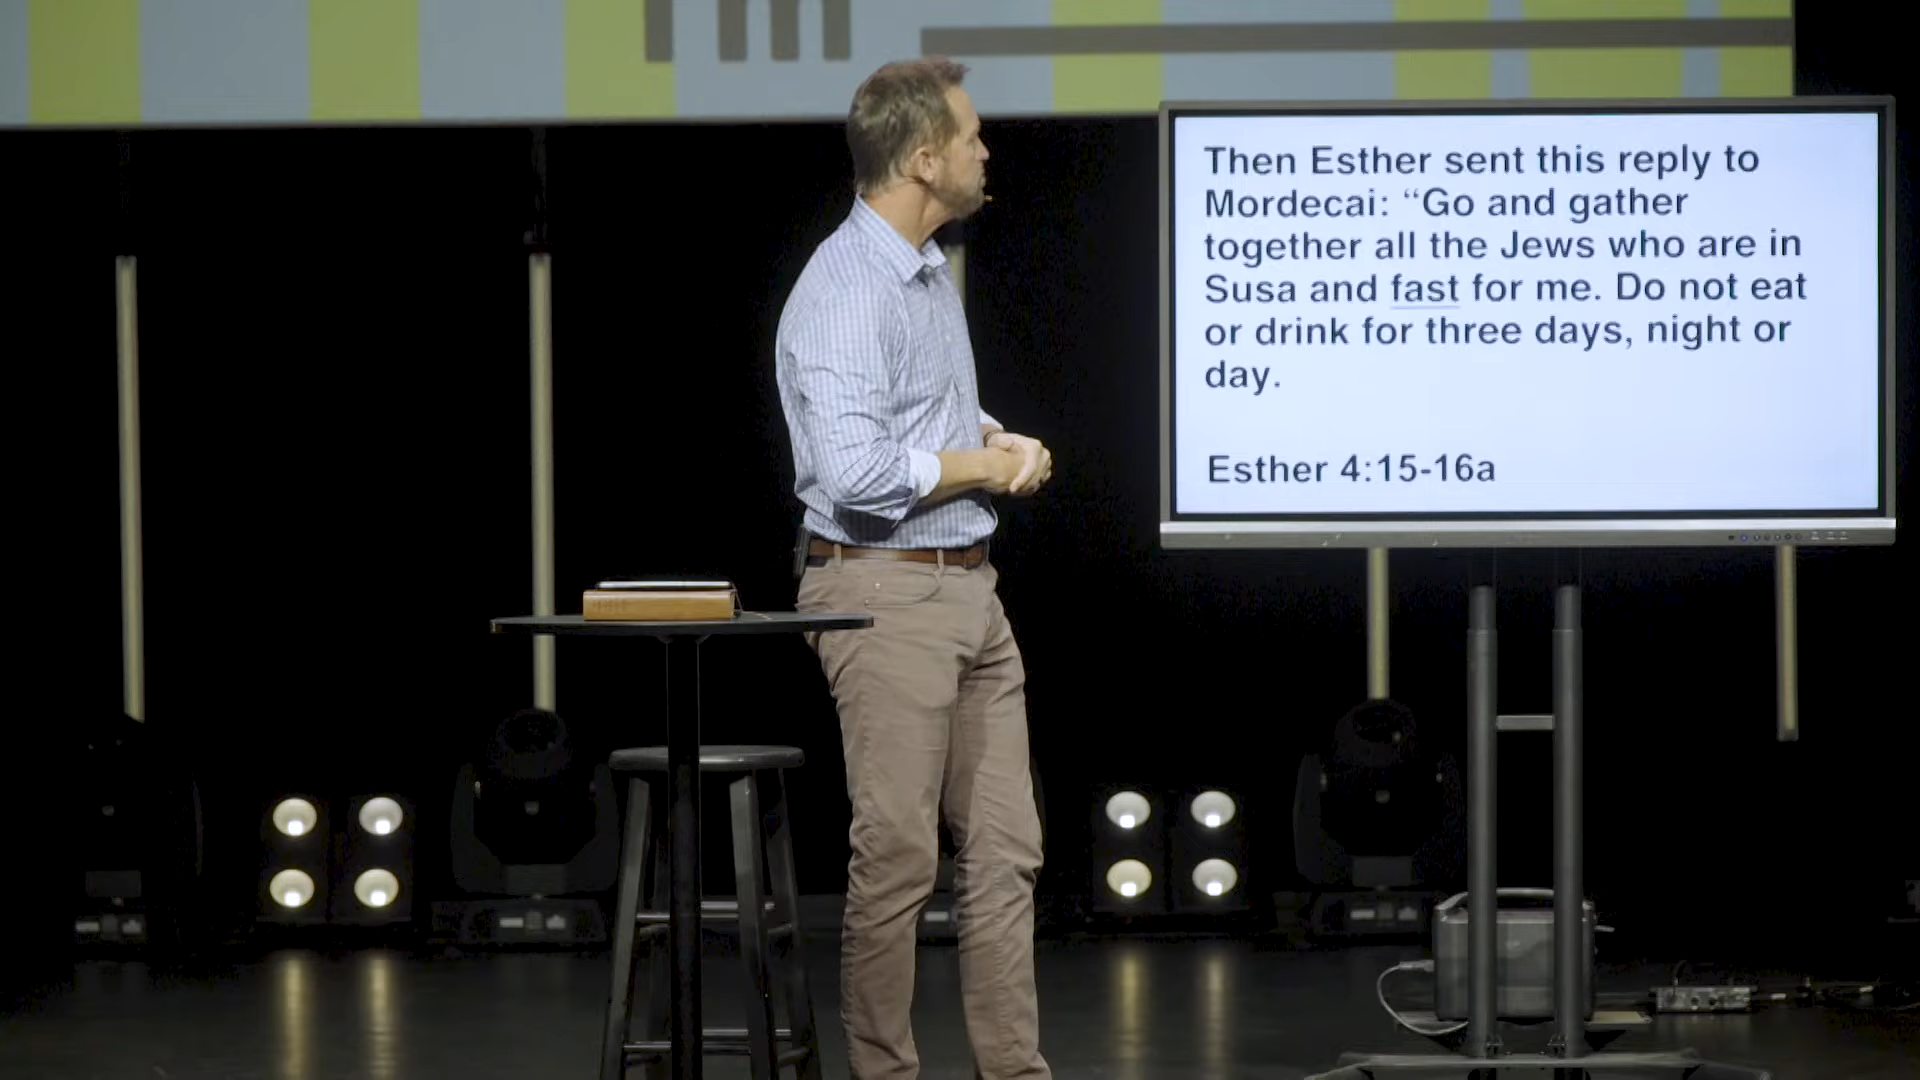 Then Esther sent this reply to
Mordecai: “Go and gather
together all the Jews who are in
Susa and fast for me. Do not eat
or drink for three days, night or
day.
Esther 4:15-16a